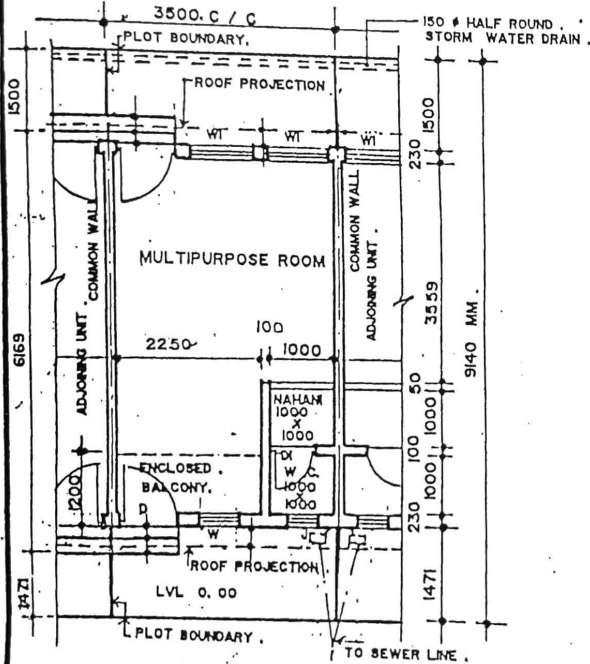 3500. C / C
150 ϕ HALF ROUND.
STORM WATER DRAIN.
PLOT BOUNDARY.
ROOF PROJECTION
1500
1500
W1
W1
W1
230
COMMON WALL
ADJOINING UNIT.
COMMON WALL
ADJOINING UNIT.
MULTIPURPOSE ROOM
3559
9140 MM.
6169
100
2250
1000
50
NAHANI
1000
X
1000
1000
100
D1
W C.
1000
X
1000
1000
ENCLOSED.
BALCONY.
1200
D
W
230
ROOF PROJECTION
LVL 0.00
1471
1471
PLOT BOUNDARY.
TO SEWER LINE.